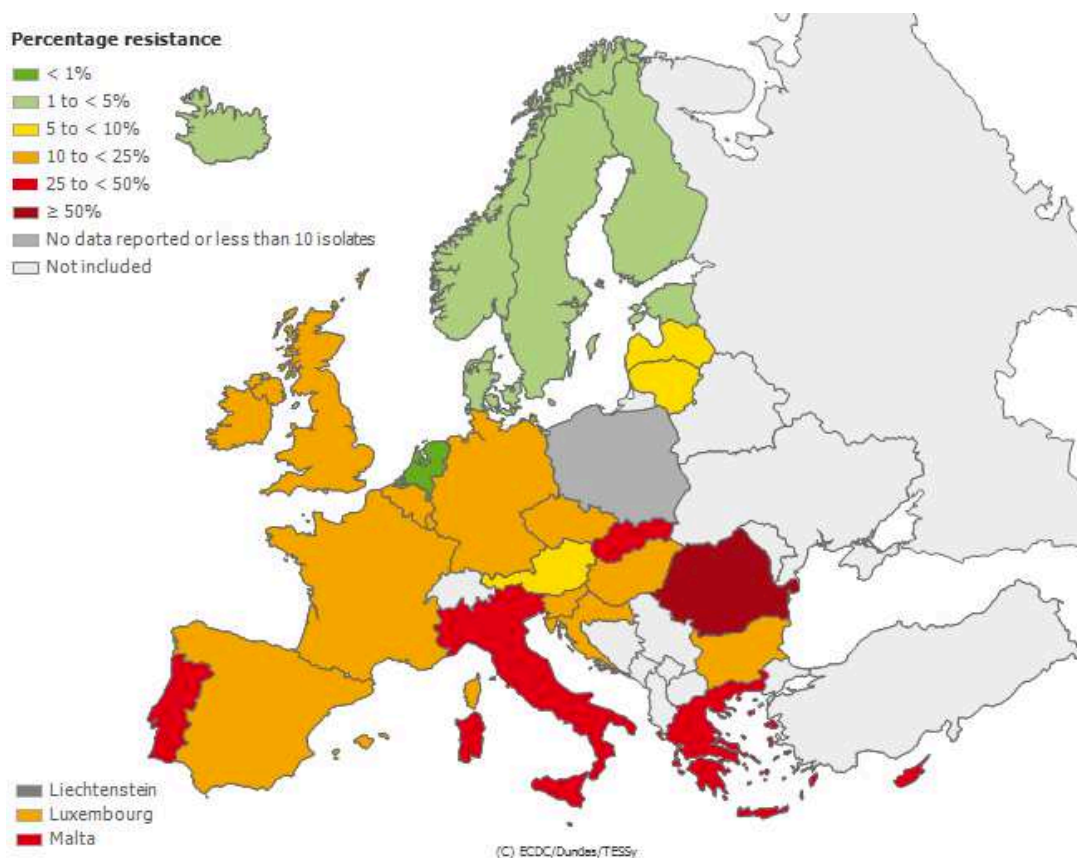 Percentage resistance
< 1%
1 to < 5%
5 to < 10%
10 to < 25%
25 to < 50%
≥ 50%
No data reported or less than 10 isolates
Not included
Liechtenstein
Luxembourg
Malta
(C) ECDC/Dundas/TESSy